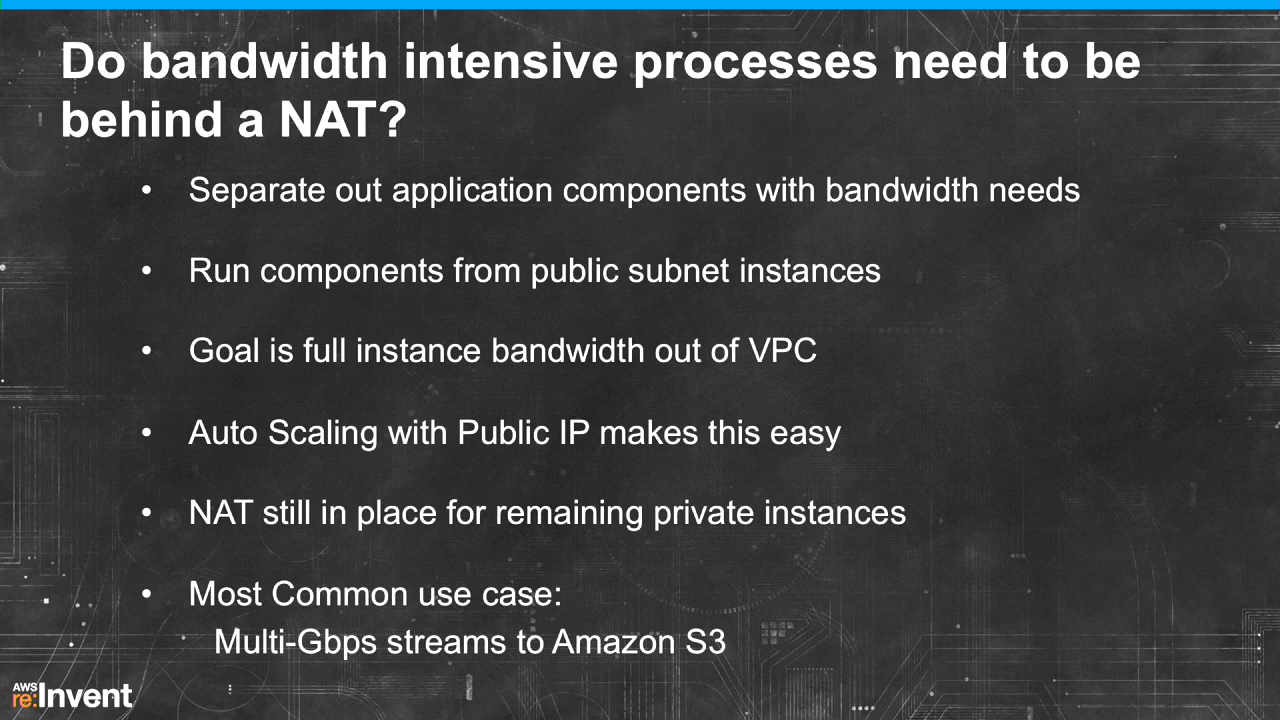 Do bandwidth intensive processes need to be
behind a NAT?
• Separate out application components with bandwidth needs
• Run components from public subnet instances
• Goal is full instance bandwidth out of VPC
• Auto Scaling with Public IP makes this easy
• NAT still in place for remaining private instances
• Most Common use case:
Multi-Gbps streams to Amazon S3
AWS
re:Invent